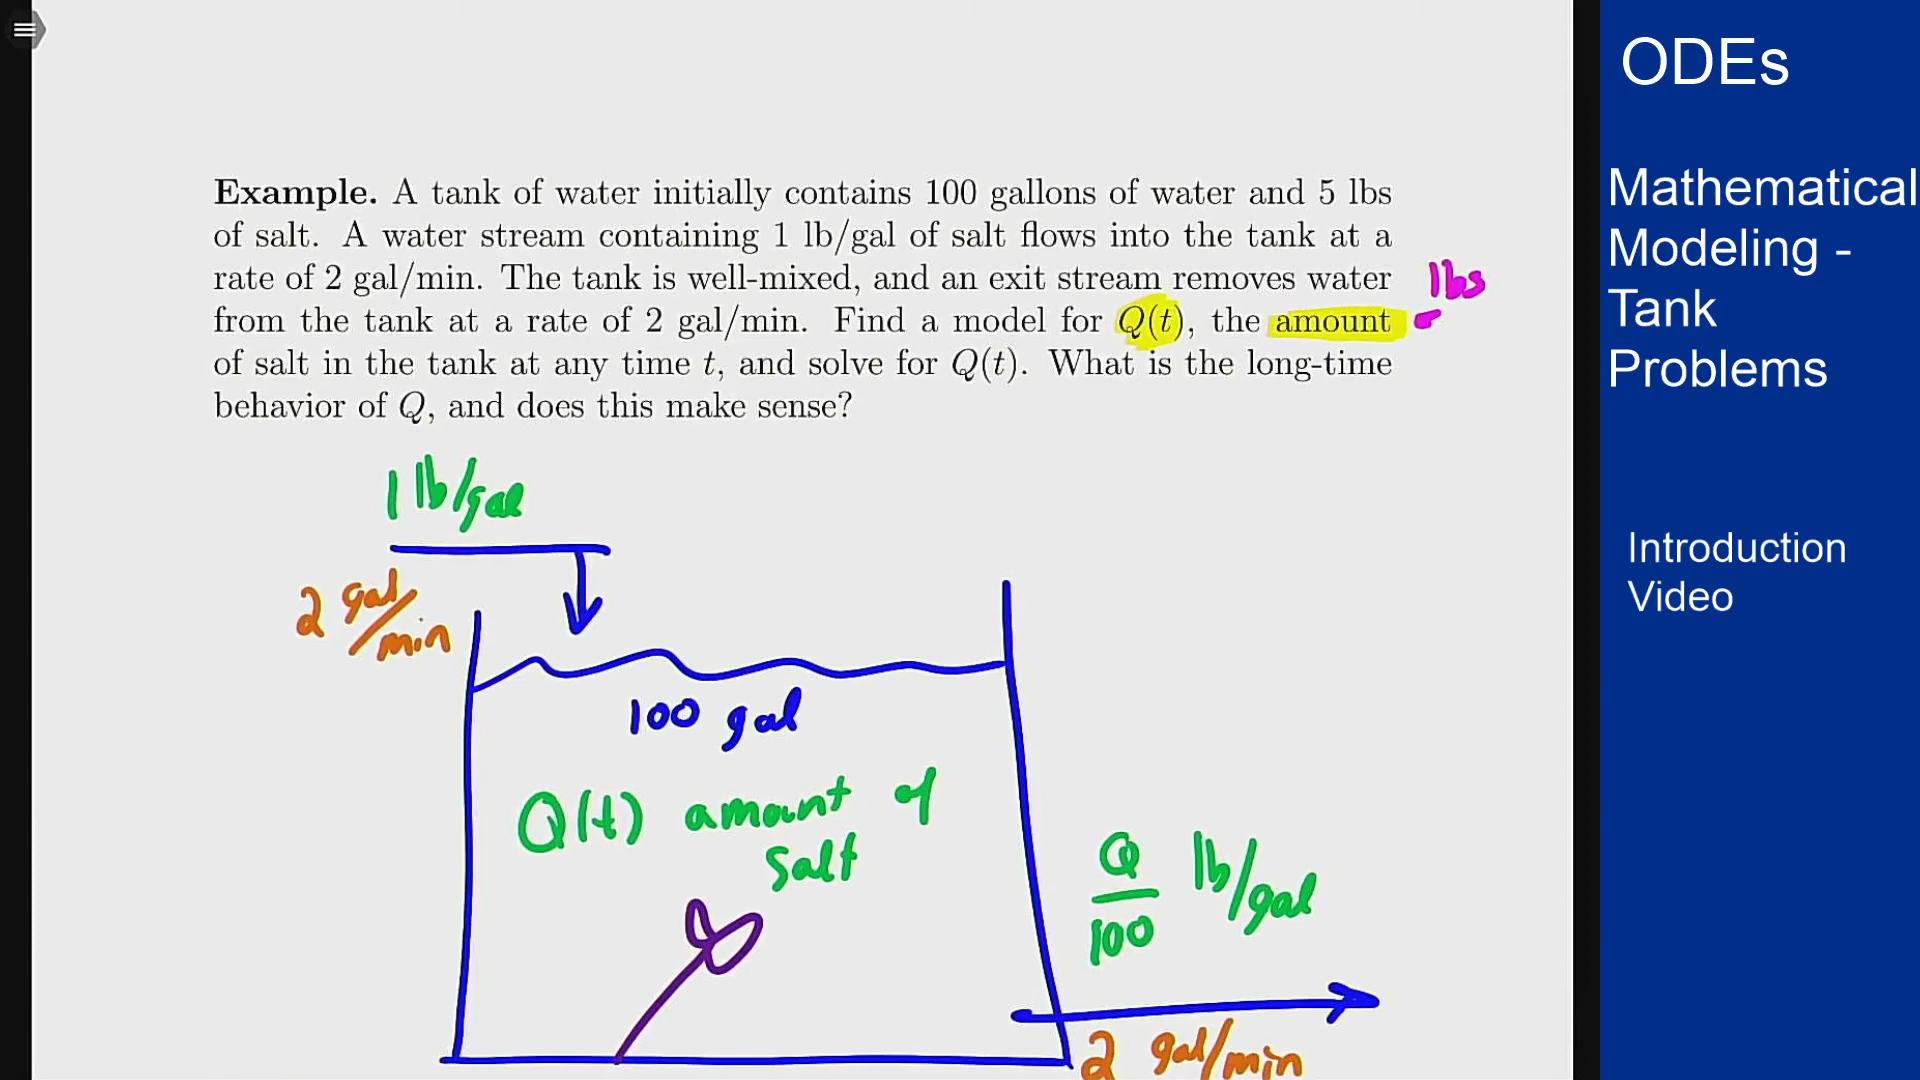 Example. A tank of water initially contains 100 gallons of water and 5 lbs
of salt. A water stream containing 1 lb/gal of salt flows into the tank at a
rate of 2 gal/min. The tank is well-mixed, and an exit stream removes water
from the tank at a rate of 2 gal/min. Find a model for Q(t), the amount
of salt in the tank at any time t, and solve for Q(t). What is the long-time
behavior of Q, and does this make sense?
lbs
1 lb/gal
2 gal/min
100 gal
Q(t) amount of
salt
Q/100 lb/gal
2 gal/min
ODEs
Mathematical
Modeling -
Tank
Problems
Introduction
Video